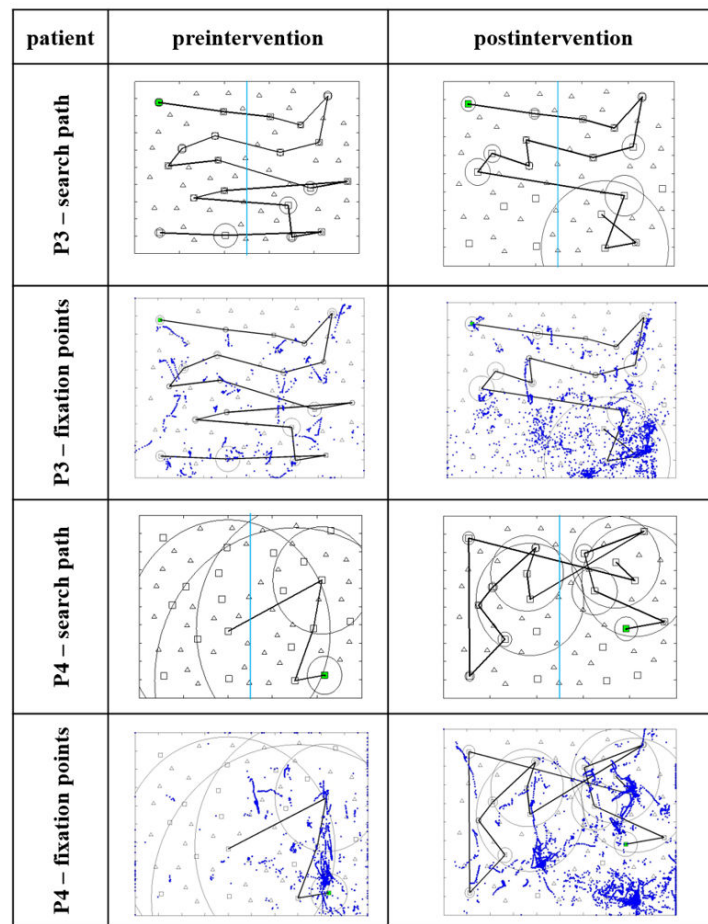 patient preintervention postintervention
P3 – search path
P3 – fixation points
P4 – search path
P4 – fixation points